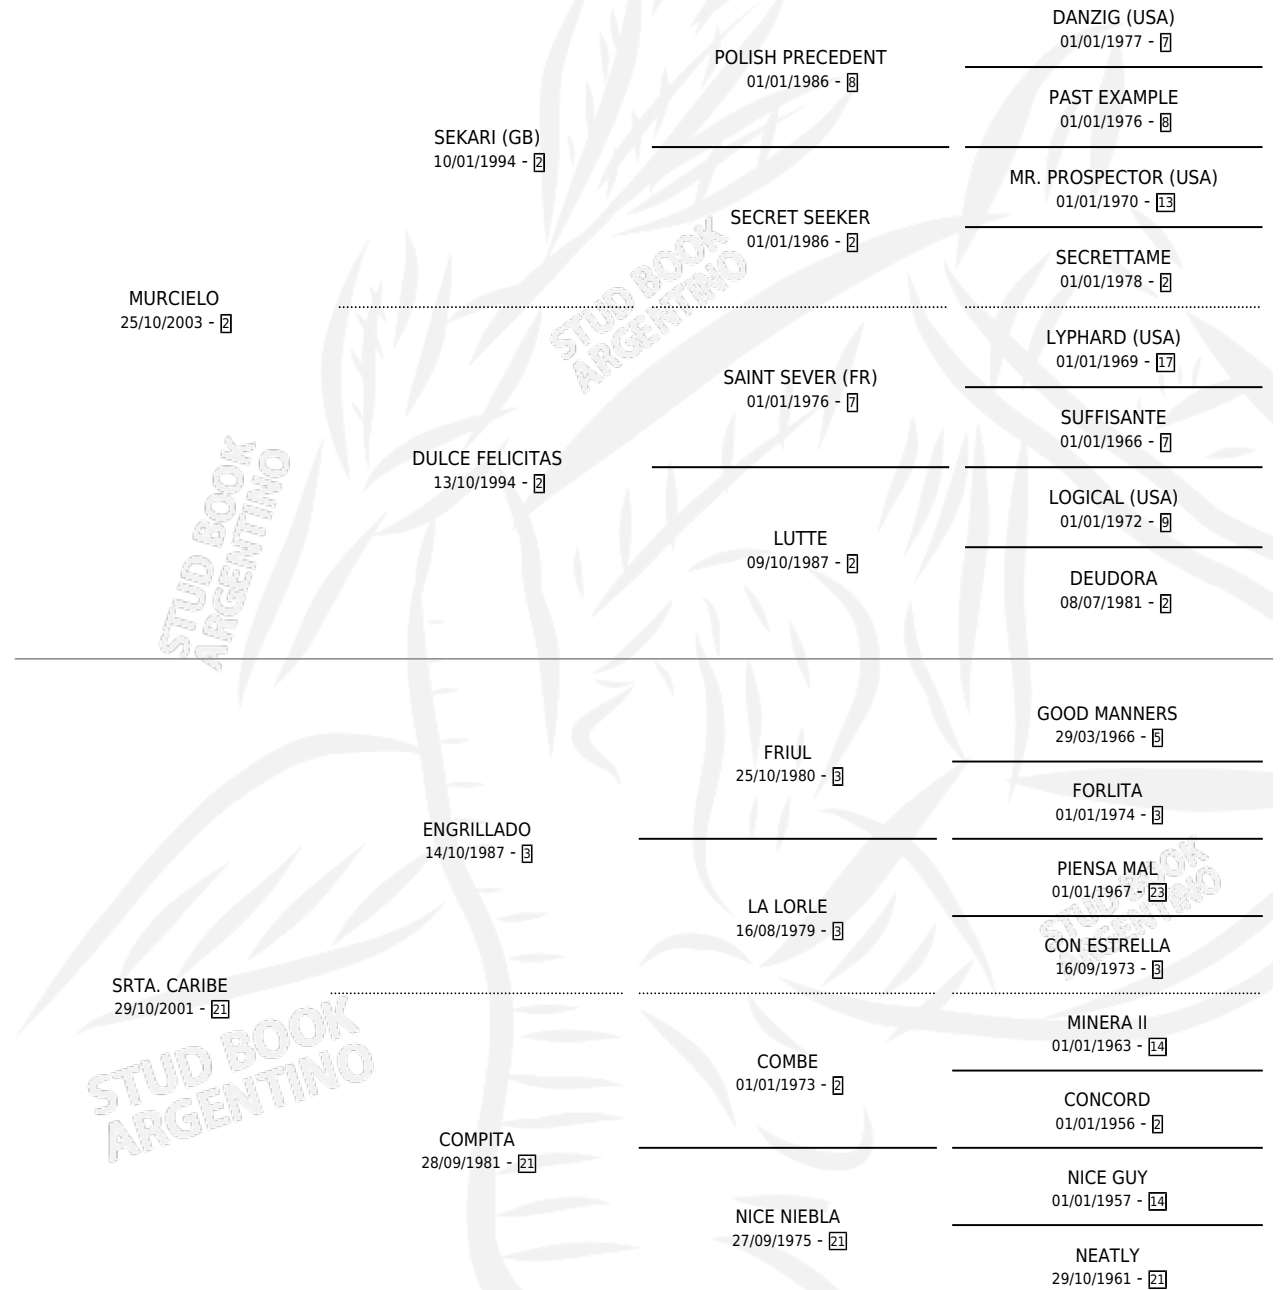 DANZIG (USA)
01/01/1977 - 7
POLISH PRECEDENT
01/01/1986 - 8
PAST EXAMPLE
01/01/1976 - 8
SEKARI (GB)
10/01/1994 - 2
MR. PROSPECTOR (USA)
01/01/1970 - 13
SECRET SEEKER
01/01/1986 - 2
SECRETTAME
01/01/1978 - 2
MURCIELO
25/10/2003 - 2
STUD BOOK
ARGENTINO
LYPHARD (USA)
01/01/1969 - 17
SAINT SEVER (FR)
01/01/1976 - 7
SUFFISANTE
01/01/1966 - 7
DULCE FELICITAS
13/10/1994 - 2
LOGICAL (USA)
01/01/1972 - 9
LUTTE
09/10/1987 - 2
DEUDORA
08/07/1981 - 2
STUD BOOK
ARGENTINO
GOOD MANNERS
29/03/1966 - 5
FRIUL
25/10/1980 - 3
FORLITA
01/01/1974 - 3
ENGRILLADO
14/10/1987 - 3
PIENSA MAL
01/01/1967 - 23
LA LORLE
16/08/1979 - 3
CON ESTRELLA
16/09/1973 - 3
STUD BOOK
ARGENTINO
SRTA. CARIBE
29/10/2001 - 21
MINERA II
01/01/1963 - 14
COMBE
01/01/1973 - 2
CONCORD
01/01/1956 - 2
COMPITA
28/09/1981 - 21
NICE GUY
01/01/1957 - 14
NICE NIEBLA
27/09/1975 - 21
NEATLY
29/10/1961 - 21
STUD BOOK
ARGENTINO